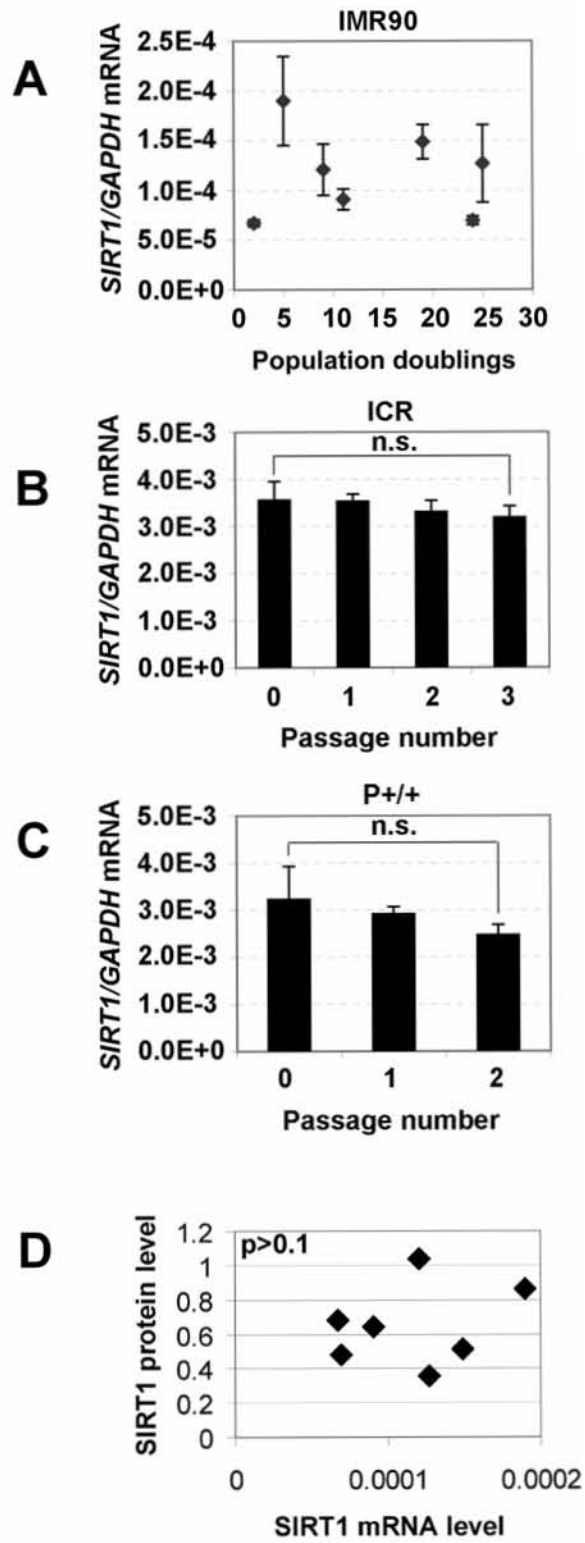 A
IMR90
SIRT1/GAPDH mRNA
2.5E-4
2.0E-4
1.5E-4
1.0E-4
5.0E-5
0.0E+0
0 5 10 15 20 25 30
Population doublings
B
ICR
SIRT1/GAPDH mRNA
5.0E-3
n.s.
4.0E-3
3.0E-3
2.0E-3
1.0E-3
0.0E+0
0 1 2 3
Passage number
C
P+/+
SIRT1/GAPDH mRNA
5.0E-3
n.s.
4.0E-3
3.0E-3
2.0E-3
1.0E-3
0.0E+0
0 1 2
Passage number
D
SIRT1 protein level
1.2
p>0.1
1
0.8
0.6
0.4
0.2
0
0 0.0001 0.0002
SIRT1 mRNA level